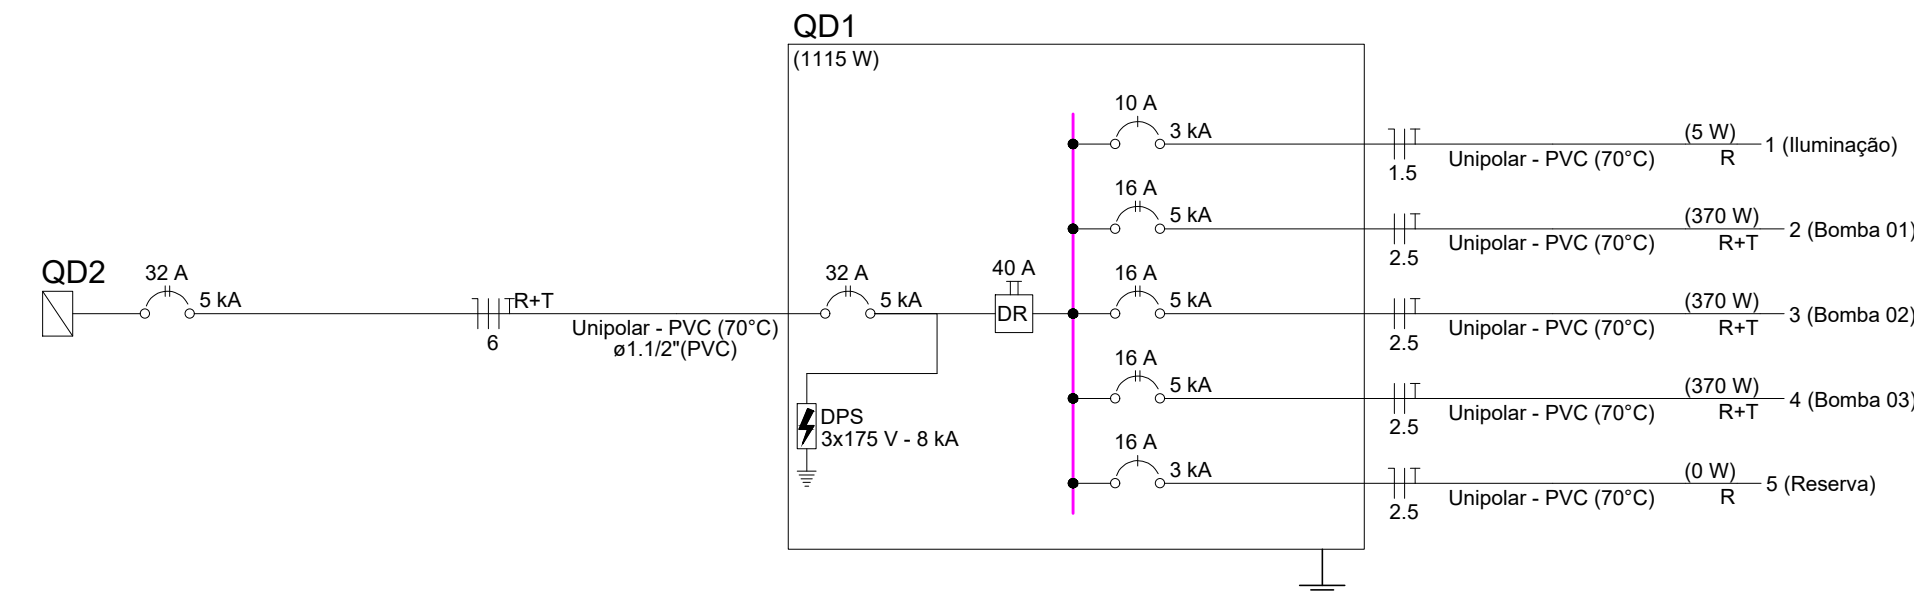 QD1
(1115 W)
10 A
3 kA
1.5
Unipolar - PVC (70°C)
(5 W)
R
1 (Iluminação)
16 A
5 kA
2.5
Unipolar - PVC (70°C)
(370 W)
R+T
2 (Bomba 01)
QD2
32 A
5 kA
R+T
6
Unipolar - PVC (70°C)
ø1.1/2"(PVC)
32 A
5 kA
40 A
DR
16 A
5 kA
2.5
Unipolar - PVC (70°C)
(370 W)
R+T
3 (Bomba 02)
16 A
5 kA
2.5
Unipolar - PVC (70°C)
(370 W)
R+T
4 (Bomba 03)
DPS
3x175 V - 8 kA
16 A
3 kA
2.5
Unipolar - PVC (70°C)
(0 W)
R
5 (Reserva)